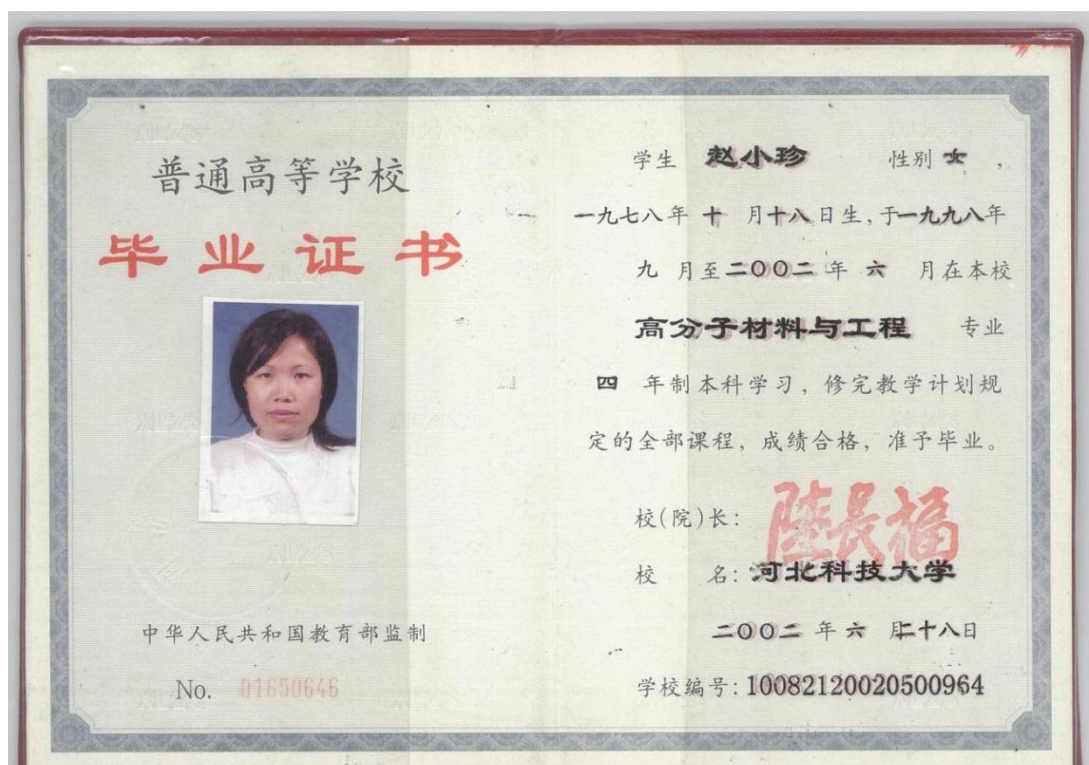 普通高等学校
毕业证书
中华人民共和国教育部监制
No. 01650646
学生 赵小珍 性别 女，
一九七八年 十 月十八日生，于一九九八年
九 月至二〇〇二年 六 月在本校
高分子材料与工程 专业
四 年制本科学习，修完教学计划规
定的全部课程，成绩合格，准予毕业。
校(院)长： 陆长福
校 名：河北科技大学
二〇〇二 年 六 月二十八日
学校编号：10082120020500964